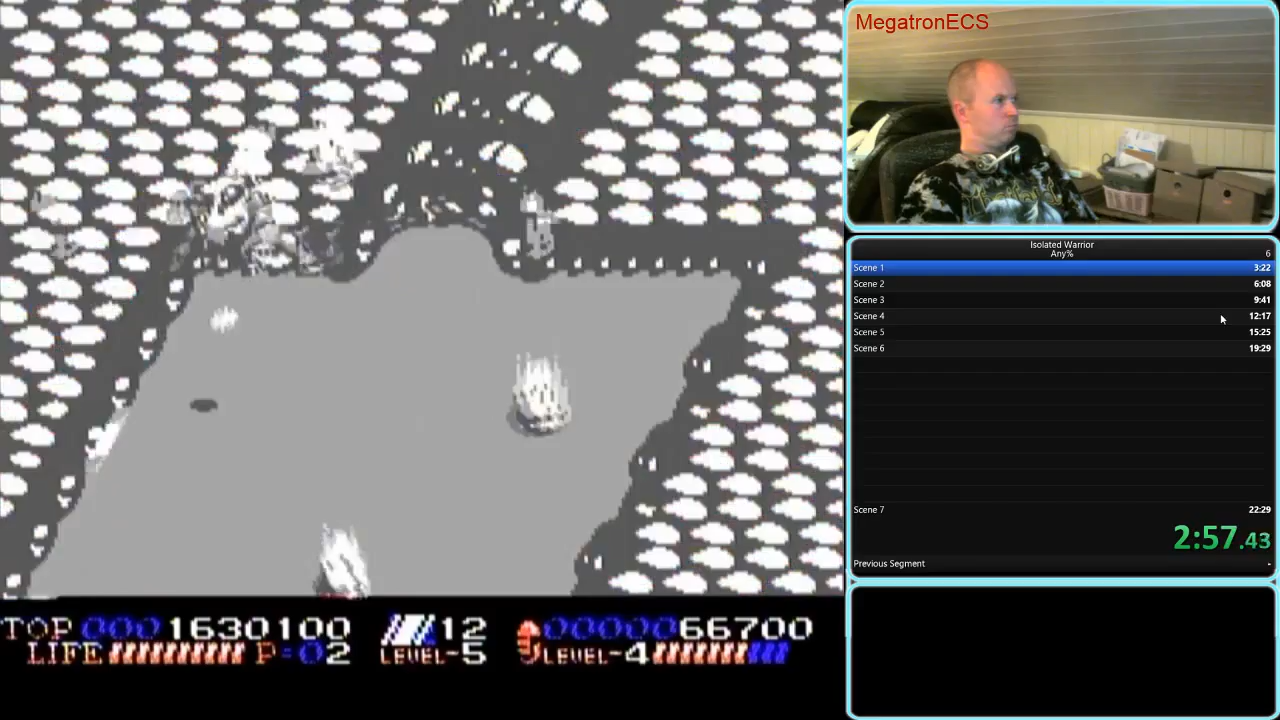 MegatronECS
Isolated Warrior
Any% 6
Scene 1 3:22
Scene 2 6:08
Scene 3 9:41
Scene 4 12:17
Scene 5 15:25
Scene 6 19:29
Scene 7 22:29
2:57.43
Previous Segment -
TOP 0001630100 12 0000066700
LIFE P=02 LEVEL-5 LEVEL-4